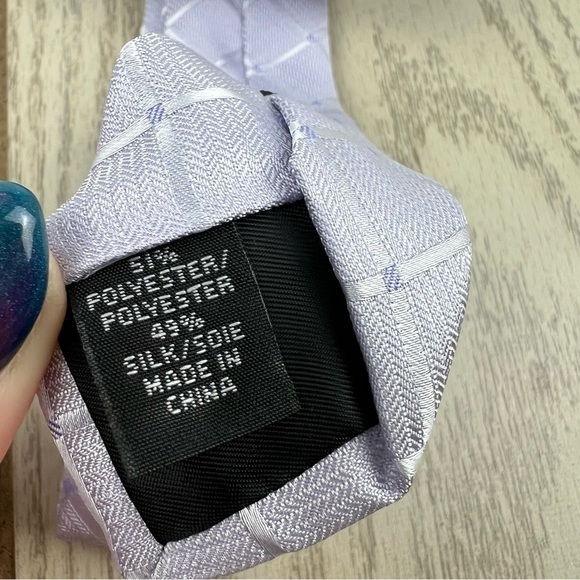 51%
POLYESTER/
POLYESTER
49%
SILK/SOIE
MADE IN
CHINA